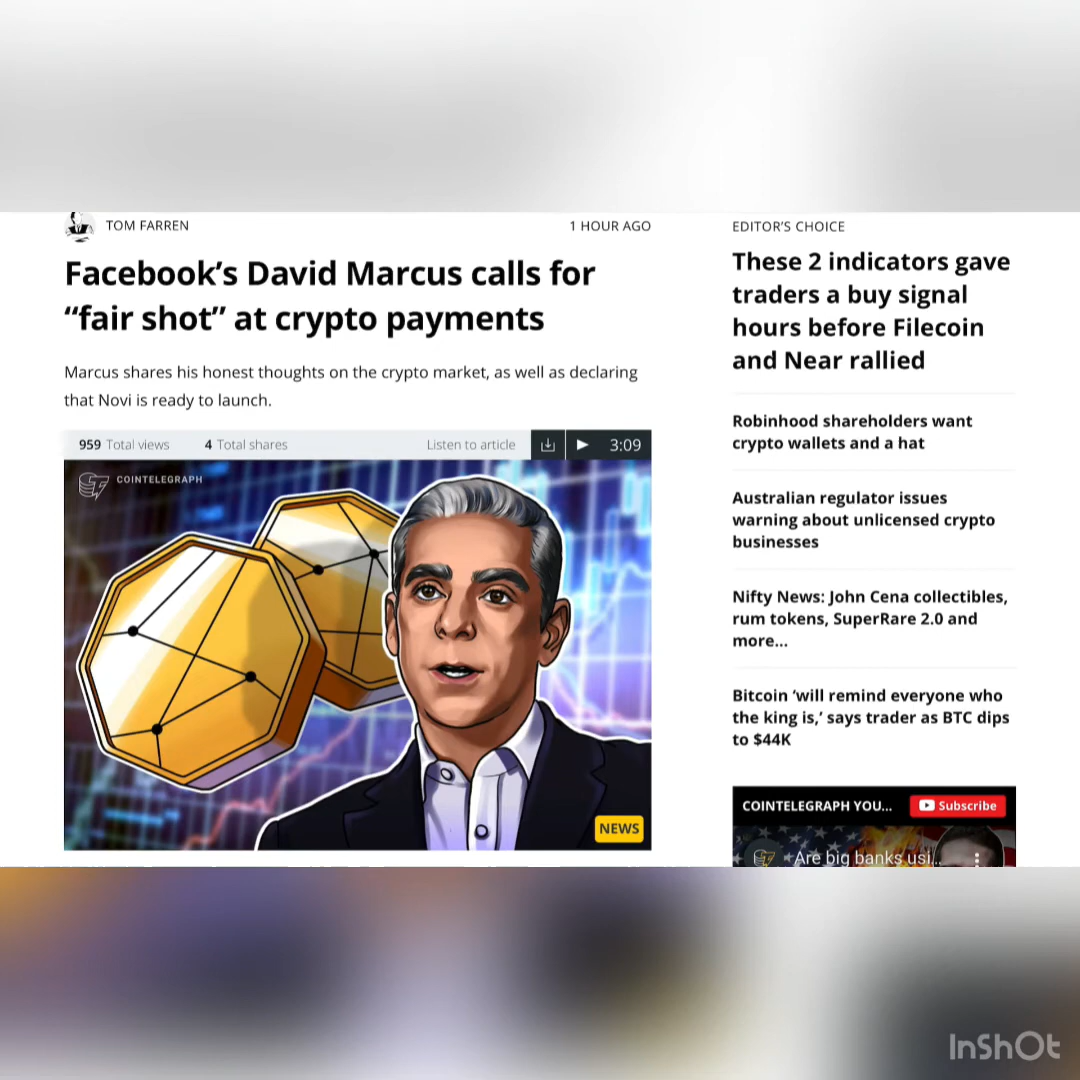 TOM FARREN
1 HOUR AGO
Facebook’s David Marcus calls for
“fair shot” at crypto payments
Marcus shares his honest thoughts on the crypto market, as well as declaring
that Novi is ready to launch.
959 Total views
4 Total shares
Listen to article
3:09
COINTELEGRAPH
NEWS
EDITOR’S CHOICE
These 2 indicators gave
traders a buy signal
hours before Filecoin
and Near rallied
Robinhood shareholders want
crypto wallets and a hat
Australian regulator issues
warning about unlicensed crypto
businesses
Nifty News: John Cena collectibles,
rum tokens, SuperRare 2.0 and
more...
Bitcoin ‘will remind everyone who
the king is,’ says trader as BTC dips
to $44K
COINTELEGRAPH YOU...
Subscribe
Are big banks usi...
InShOt